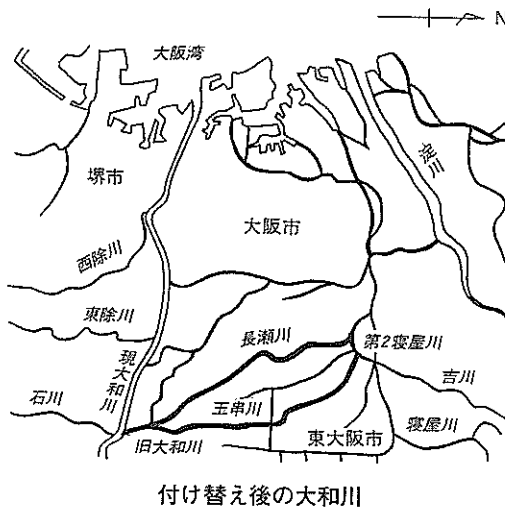 N
大阪湾
堺市
淀川
大阪市
西除川
東除川
現大和川
長瀬川
第2寝屋川
吉川
石川
玉串川
寝屋川
旧大和川
東大阪市
付け替え後の大和川